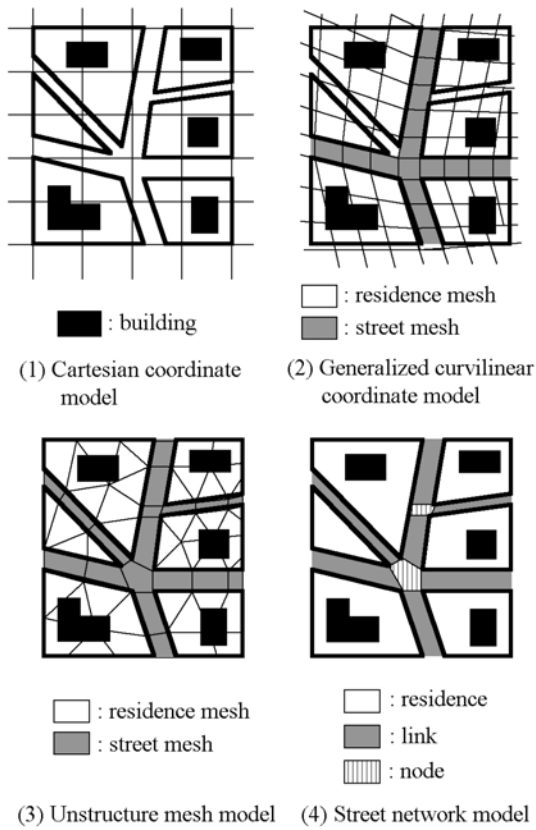 : building
(1) Cartesian coordinate
model
: residence mesh
: street mesh
(2) Generalized curvilinear
coordinate model
: residence mesh
: street mesh
(3) Unstructure mesh model
: residence
: link
: node
(4) Street network model